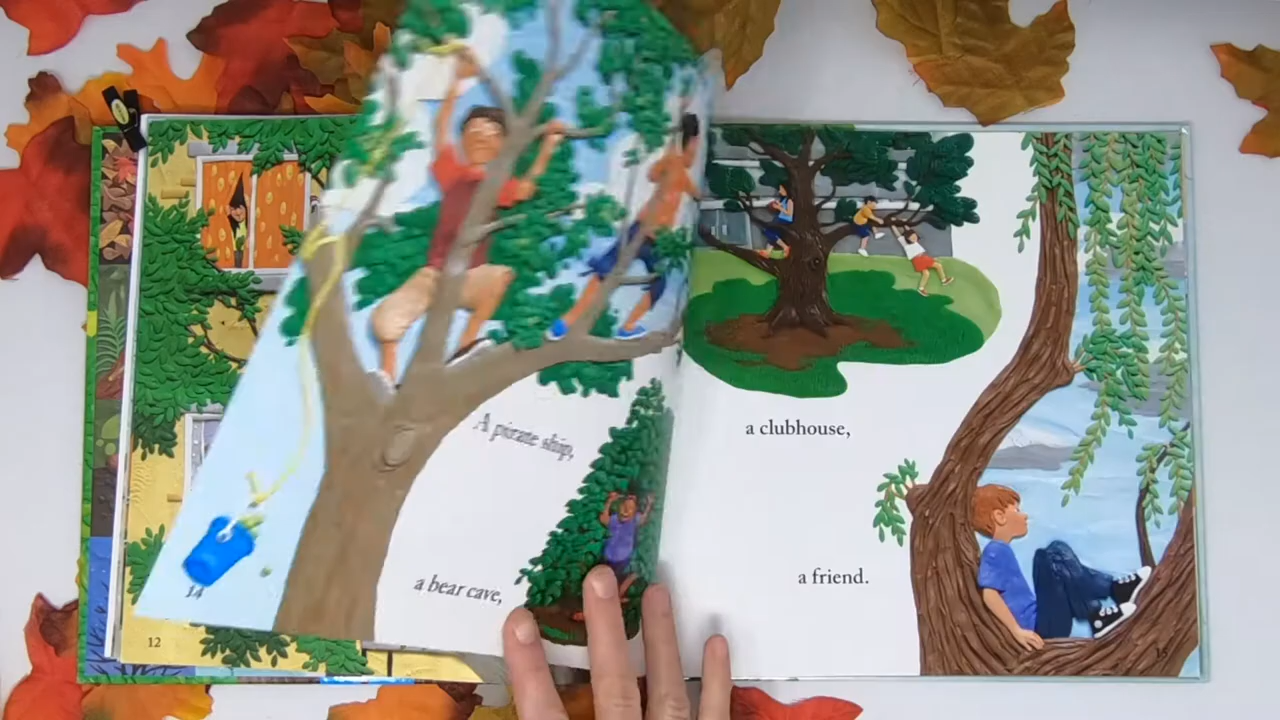 A pirate ship,
a bear cave,
14
12
a clubhouse,
a friend.
15